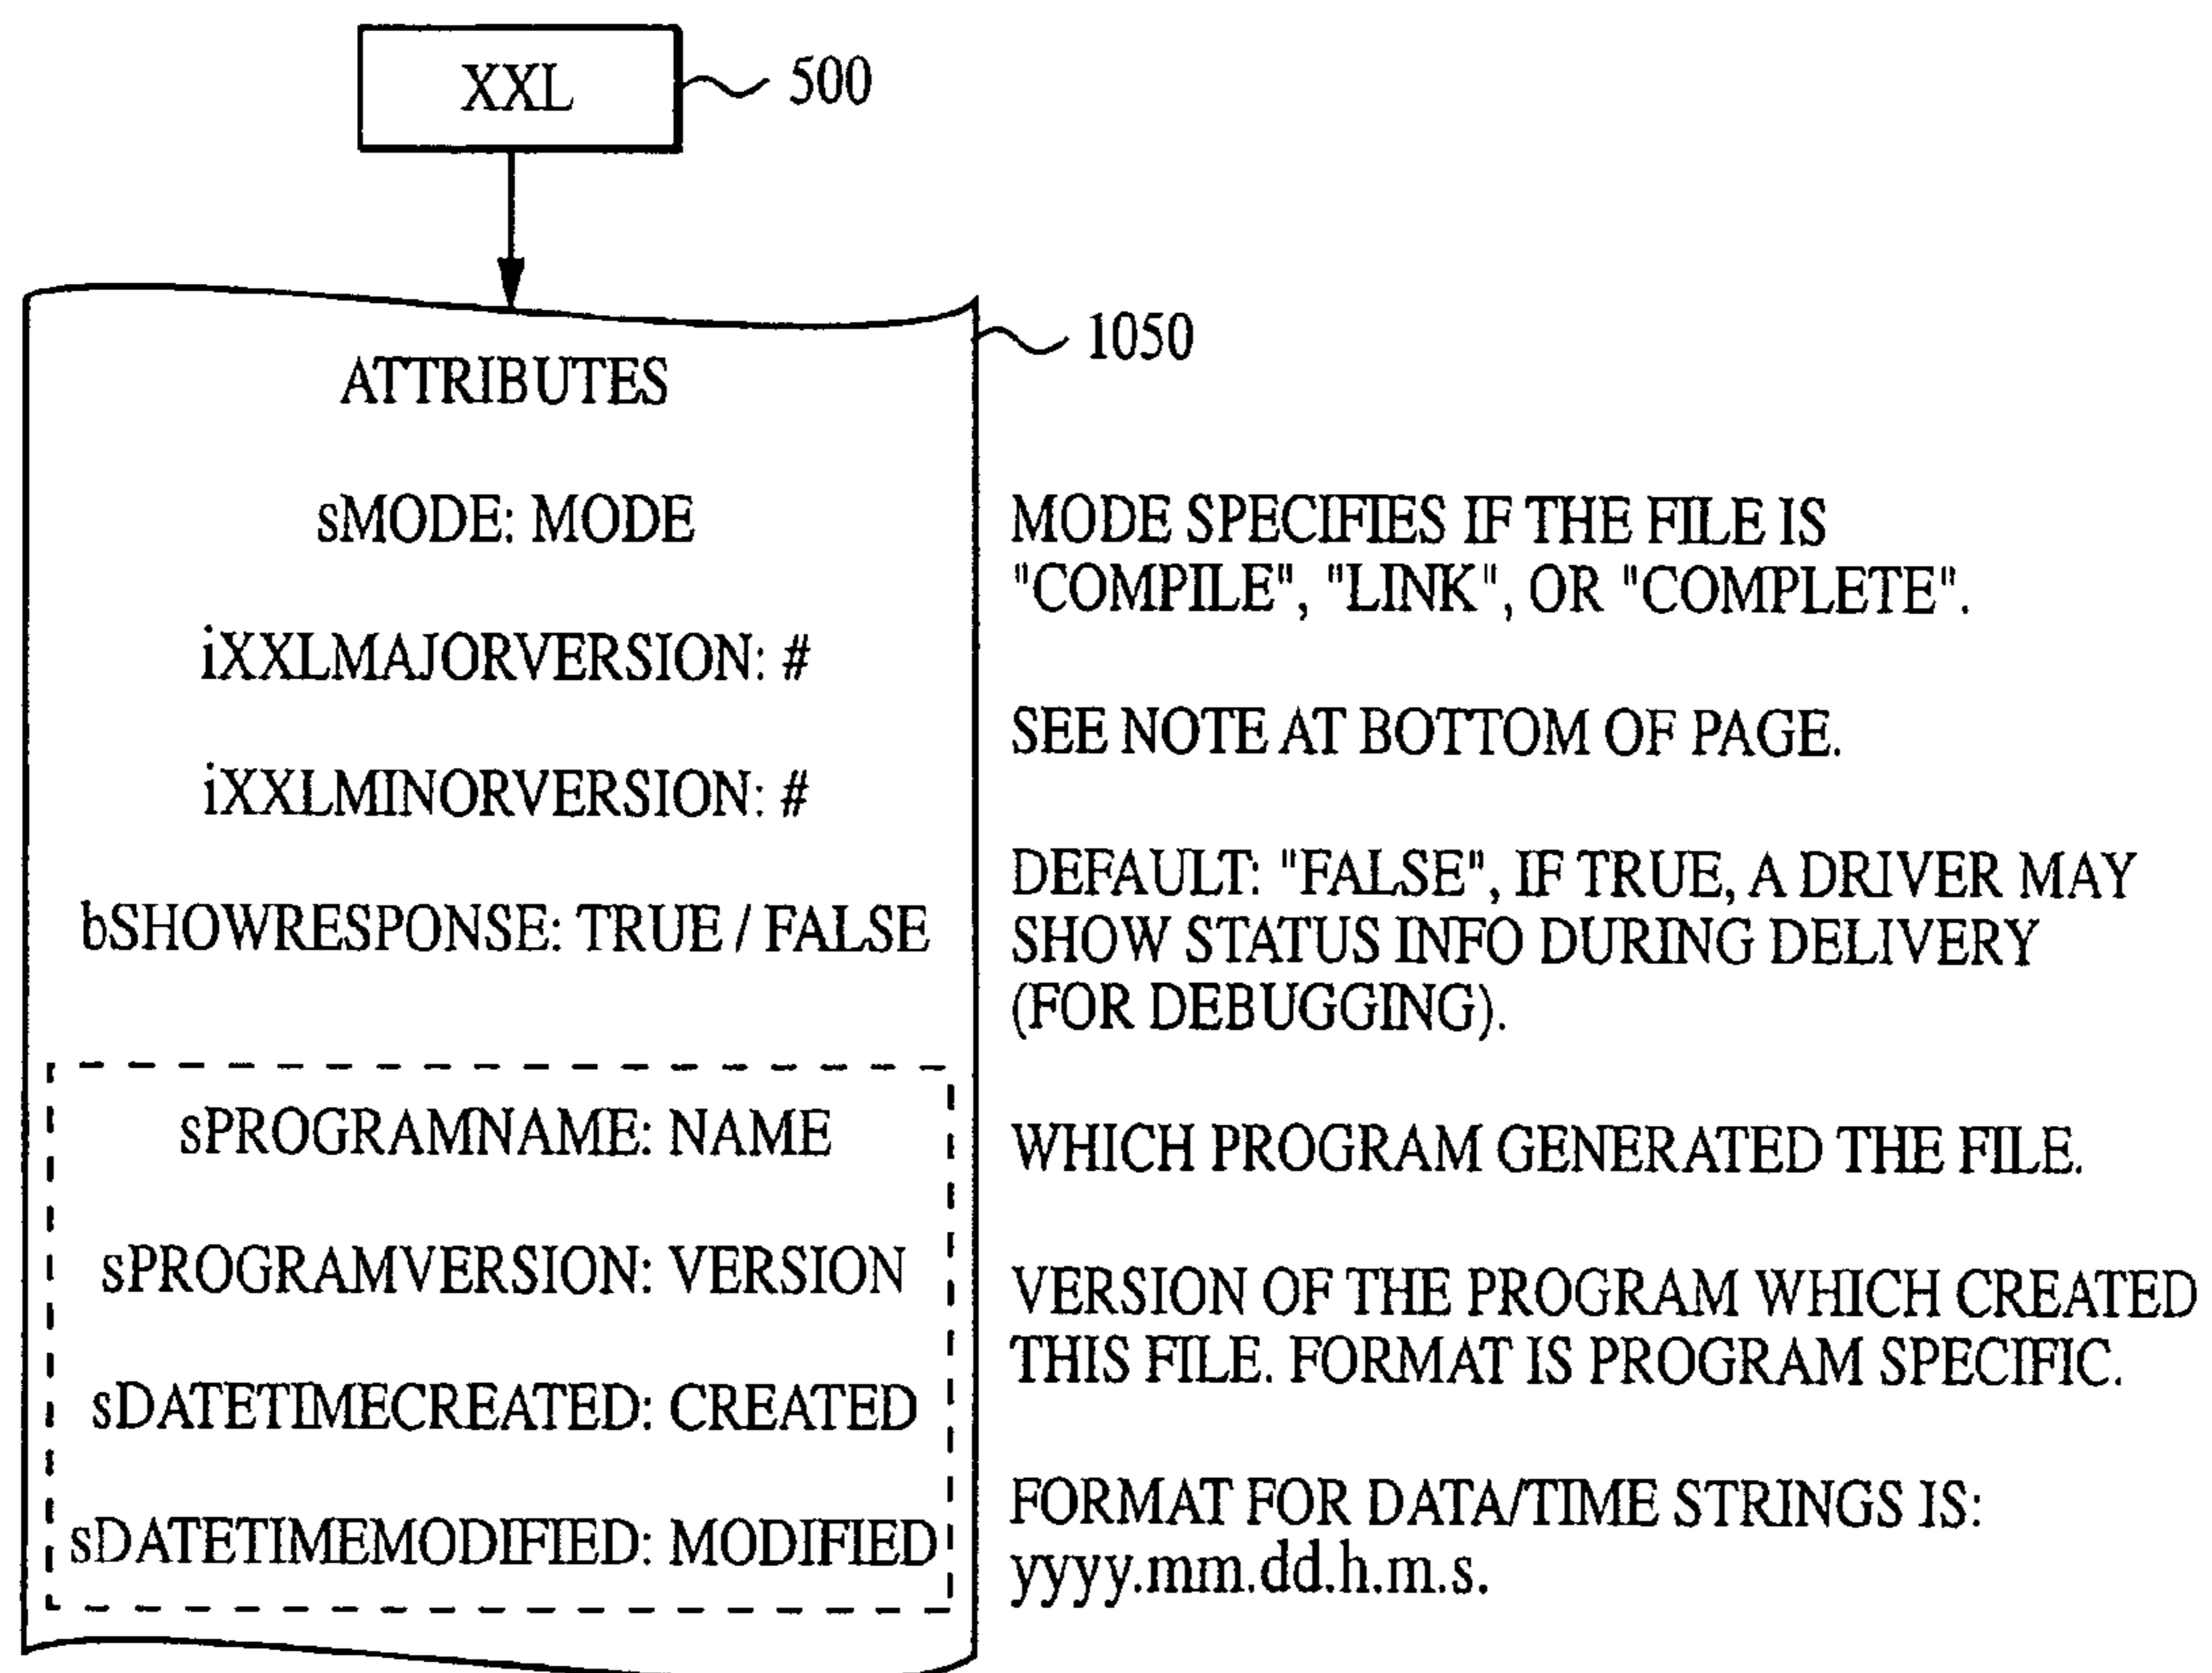 XXL
500
1050
ATTRIBUTES
sMODE: MODE
MODE SPECIFIES IF THE FILE IS
"COMPILE", "LINK", OR "COMPLETE".
iXXLMAJORVERSION: #
SEE NOTE AT BOTTOM OF PAGE.
iXXLMINORVERSION: #
bSHOWRESPONSE: TRUE / FALSE
DEFAULT: "FALSE", IF TRUE, A DRIVER MAY
SHOW STATUS INFO DURING DELIVERY
(FOR DEBUGGING).
sPROGRAMNAME: NAME
WHICH PROGRAM GENERATED THE FILE.
sPROGRAMVERSION: VERSION
VERSION OF THE PROGRAM WHICH CREATED
THIS FILE. FORMAT IS PROGRAM SPECIFIC.
sDATETIMECREATED: CREATED
sDATETIMEMODIFIED: MODIFIED
FORMAT FOR DATA/TIME STRINGS IS:
yyyy.mm.dd.h.m.s.